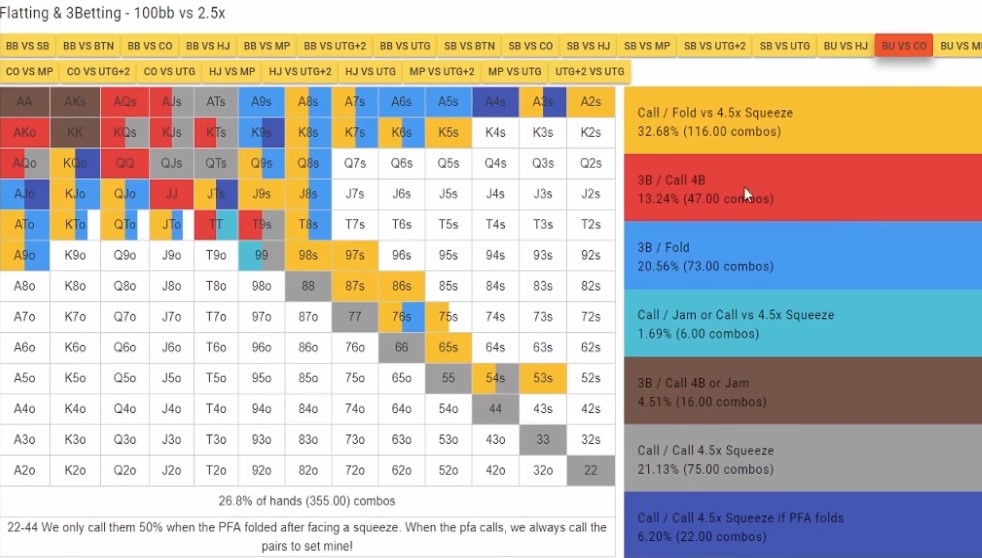 Flatting & 3Betting - 100bb vs 2.5x
BB VS SB BB VS BTN BB VS CO BB VS HJ BB VS MP BB VS UTG+2 BB VS UTG SB VS BTN SB VS CO SB VS HJ SB VS MP SB VS UTG+2 SB VS UTG BU VS HJ BU VS CO BU VS
CO VS MP CO VS UTG+2 CO VS UTG HJ VS MP HJ VS UTG+2 HJ VS UTG MP VS UTG+2 MP VS UTG UTG+2 VS UTG
AA AKs AQs AJs ATs A9s A8s A7s A6s A5s A4s A3s A2s
AKo KK KQs KJs KTs K9s K8s K7s K6s K5s K4s K3s K2s
AQo KQo QQ QJs QTs Q9s Q8s Q7s Q6s Q5s Q4s Q3s Q2s
AJo KJo QJo JJ JTs J9s J8s J7s J6s J5s J4s J3s J2s
ATo KTo QTo JTo TT T9s T8s T7s T6s T5s T4s T3s T2s
A9o K9o Q9o J9o T9o 99 98s 97s 96s 95s 94s 93s 92s
A8o K8o Q8o J8o T8o 98o 88 87s 86s 85s 84s 83s 82s
A7o K7o Q7o J7o T7o 97o 87o 77 76s 75s 74s 73s 72s
A6o K6o Q6o J6o T6o 96o 86o 76o 66 65s 64s 63s 62s
A5o K5o Q5o J5o T5o 95o 85o 75o 65o 55 54s 53s 52s
A4o K4o Q4o J4o T4o 94o 84o 74o 64o 54o 44 43s 42s
A3o K3o Q3o J3o T3o 93o 83o 73o 63o 53o 43o 33 32s
A2o K2o Q2o J2o T2o 92o 82o 72o 62o 52o 42o 32o 22
26.8% of hands (355.00) combos
22-44 We only call them 50% when the PFA folded after facing a squeeze. When the pfa calls, we always call the
pairs to set mine!
Call / Fold vs 4.5x Squeeze
32.68% (116.00 combos)
3B / Call 4B
13.24% (47.00 combos)
3B / Fold
20.56% (73.00 combos)
Call / Jam or Call vs 4.5x Squeeze
1.69% (6.00 combos)
3B / Call 4B or Jam
4.51% (16.00 combos)
Call / Call 4.5x Squeeze
21.13% (75.00 combos)
Call / Call 4.5x Squeeze if PFA folds
6.20% (22.00 combos)